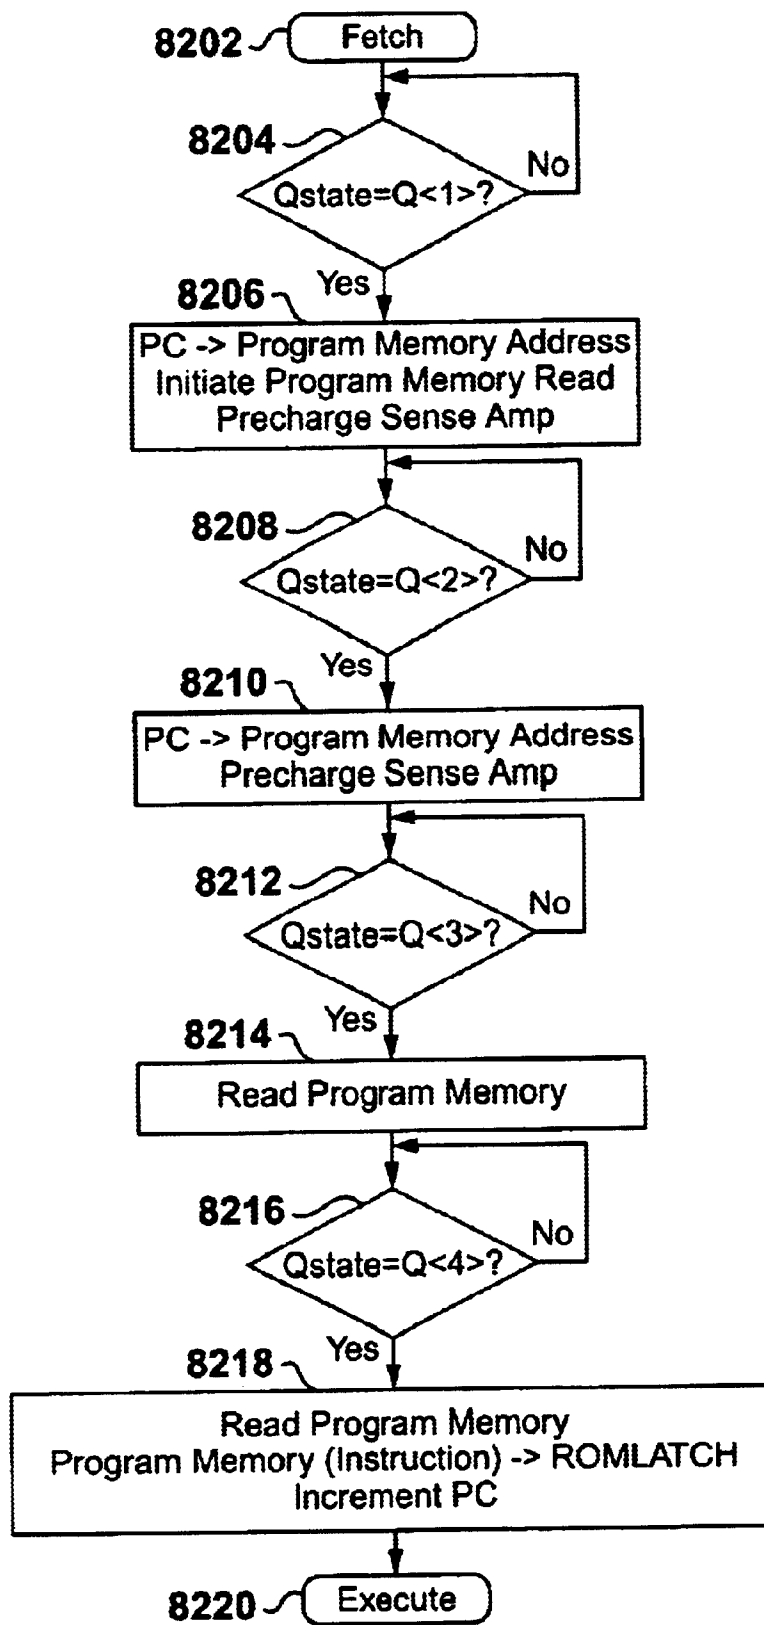 8202 Fetch
8204
Qstate=Q<1>?
No
Yes
8206
PC -> Program Memory Address
Initiate Program Memory Read
Precharge Sense Amp
8208
Qstate=Q<2>?
No
Yes
8210
PC -> Program Memory Address
Precharge Sense Amp
8212
Qstate=Q<3>?
No
Yes
8214
Read Program Memory
8216
Qstate=Q<4>?
No
Yes
8218
Read Program Memory
Program Memory (Instruction) -> ROMLATCH
Increment PC
8220 Execute